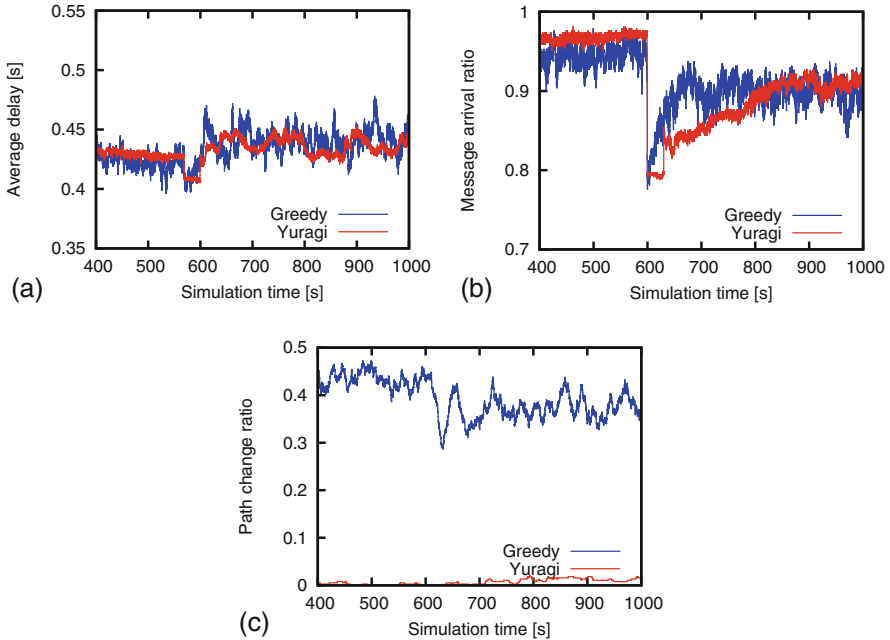 Average delay [s]
0.55
0.5
0.45
0.4
0.35
Greedy
Yuragi
400 500 600 700 800 900 1000
Simulation time [s]
(a)
Message arrival ratio
1
0.9
0.8
0.7
Greedy
Yuragi
400 500 600 700 800 900 1000
Simulation time [s]
(b)
Path change ratio
0.5
0.4
0.3
0.2
0.1
0
Greedy
Yuragi
400 500 600 700 800 900 1000
Simulation time [s]
(c)